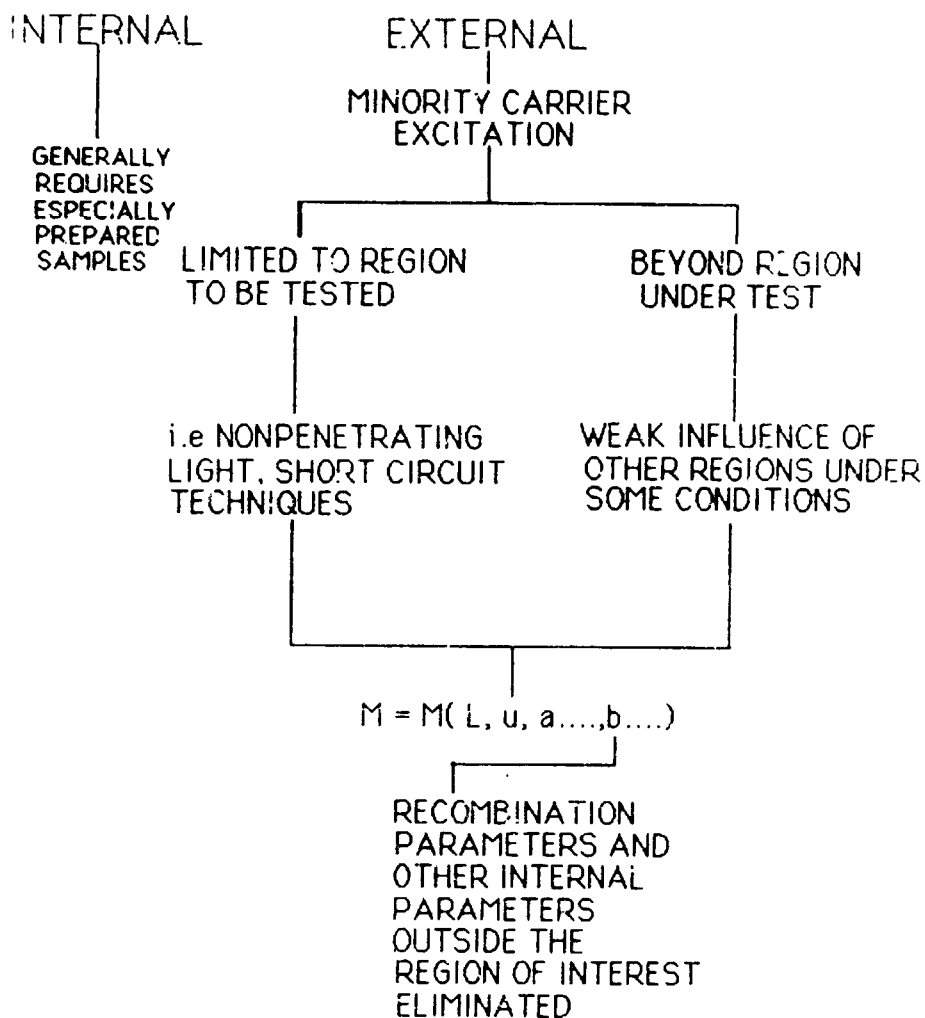 INTERNAL
GENERALLY
REQUIRES
ESPECIALLY
PREPARED
SAMPLES
EXTERNAL
MINORITY CARRIER
EXCITATION
LIMITED TO REGION
TO BE TESTED
BEYOND REGION
UNDER TEST
i.e NONPENETRATING
LIGHT, SHORT CIRCUIT
TECHNIQUES
WEAK INFLUENCE OF
OTHER REGIONS UNDER
SOME CONDITIONS
M = M( L, u, a....,b....)
RECOMBINATION
PARAMETERS AND
OTHER INTERNAL
PARAMETERS
OUTSIDE THE
REGION OF INTEREST
ELIMINATED